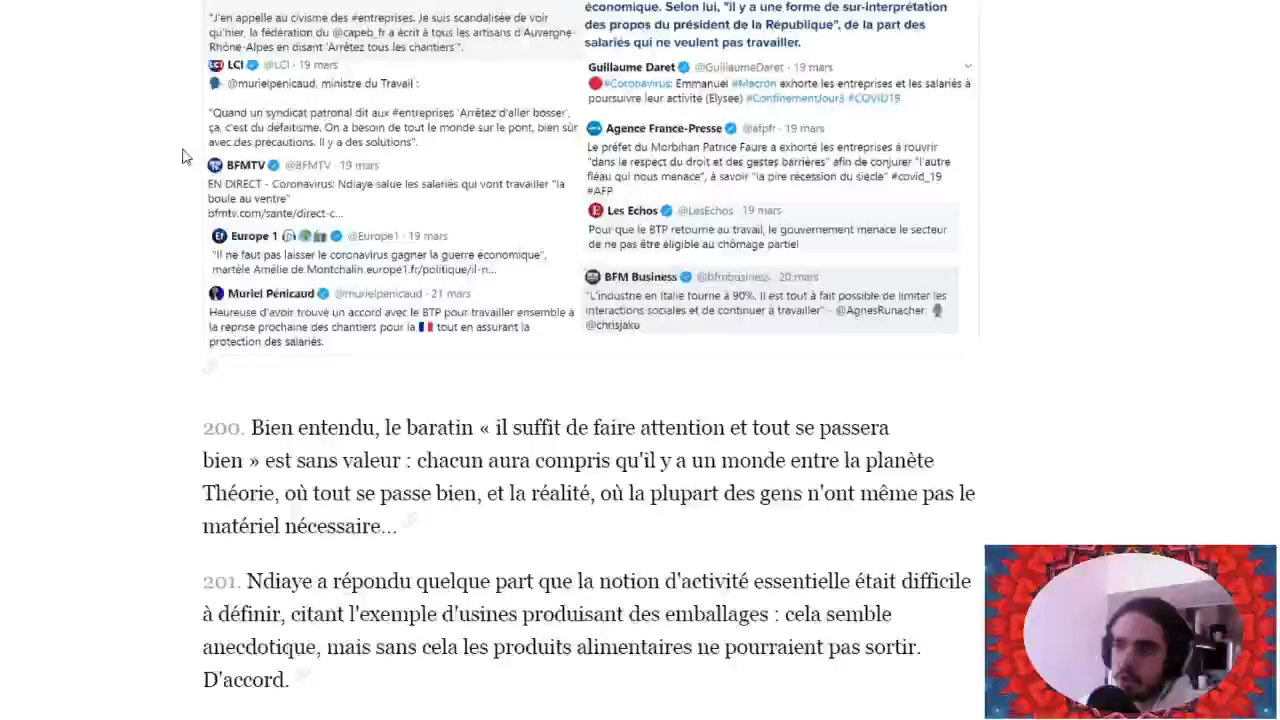 "J'en appelle au civisme des #entreprises. Je suis scandalisée de voir
qu'hier, la fédération du @capeb_fr a écrit à tous les artisans d'Auvergne-
Rhône-Alpes en disant 'Arrêtez tous les chantiers'".
LCI @LCI · 19 mars
@murielpenicaud, ministre du Travail :
"Quand un syndicat patronal dit aux #entreprises 'Arrêtez d'aller bosser',
ça, c'est du défaitisme. On a besoin de tout le monde sur le pont, bien sûr
avec des précautions. Il y a des solutions".
BFMTV @BFMTV · 19 mars
EN DIRECT - Coronavirus: Ndiaye salue les salariés qui vont travailler "la
boule au ventre"
bfmtv.com/sante/direct-c...
Europe 1 @Europe1 · 19 mars
"Il ne faut pas laisser le coronavirus gagner la guerre économique",
martèle Amélie de Montchalin europe1.fr/politique/il-n...
Muriel Pénicaud @murielpenicaud · 21 mars
Heureuse d'avoir trouvé un accord avec le BTP pour travailler ensemble à
la reprise prochaine des chantiers pour la 🇫🇷 tout en assurant la
protection des salariés.
économique. Selon lui, "il y a une forme de sur-interprétation
des propos du président de la République", de la part des
salariés qui ne veulent pas travailler.
Guillaume Daret @GuillaumeDaret · 19 mars
#Coronavirus: Emmanuel #Macron exhorte les entreprises et les salariés à
poursuivre leur activité (Elysée) #ConfinementJour3 #COVID19
Agence France-Presse @afpfr · 19 mars
Le préfet du Morbihan Patrice Faure a exhorté les entreprises à rouvrir
"dans le respect du droit et des gestes barrières" afin de conjurer "l'autre
fléau qui nous menace", à savoir "la pire récession du siècle" #covid_19
#AFP
Les Echos @LesEchos 19 mars
Pour que le BTP retourne au travail, le gouvernement menace le secteur
de ne pas être éligible au chômage partiel
BFM Business @bfmbusiness · 20 mars
"L'industrie en Italie tourne à 90%. Il est tout à fait possible de limiter les
interactions sociales et de continuer à travailler" - @AgnesRunacher
@chrisjaku
200. Bien entendu, le baratin « il suffit de faire attention et tout se passera
bien » est sans valeur : chacun aura compris qu'il y a un monde entre la planète
Théorie, où tout se passe bien, et la réalité, où la plupart des gens n'ont même pas le
matériel nécessaire...
201. Ndiaye a répondu quelque part que la notion d'activité essentielle était difficile
à définir, citant l'exemple d'usines produisant des emballages : cela semble
anecdotique, mais sans cela les produits alimentaires ne pourraient pas sortir.
D'accord.